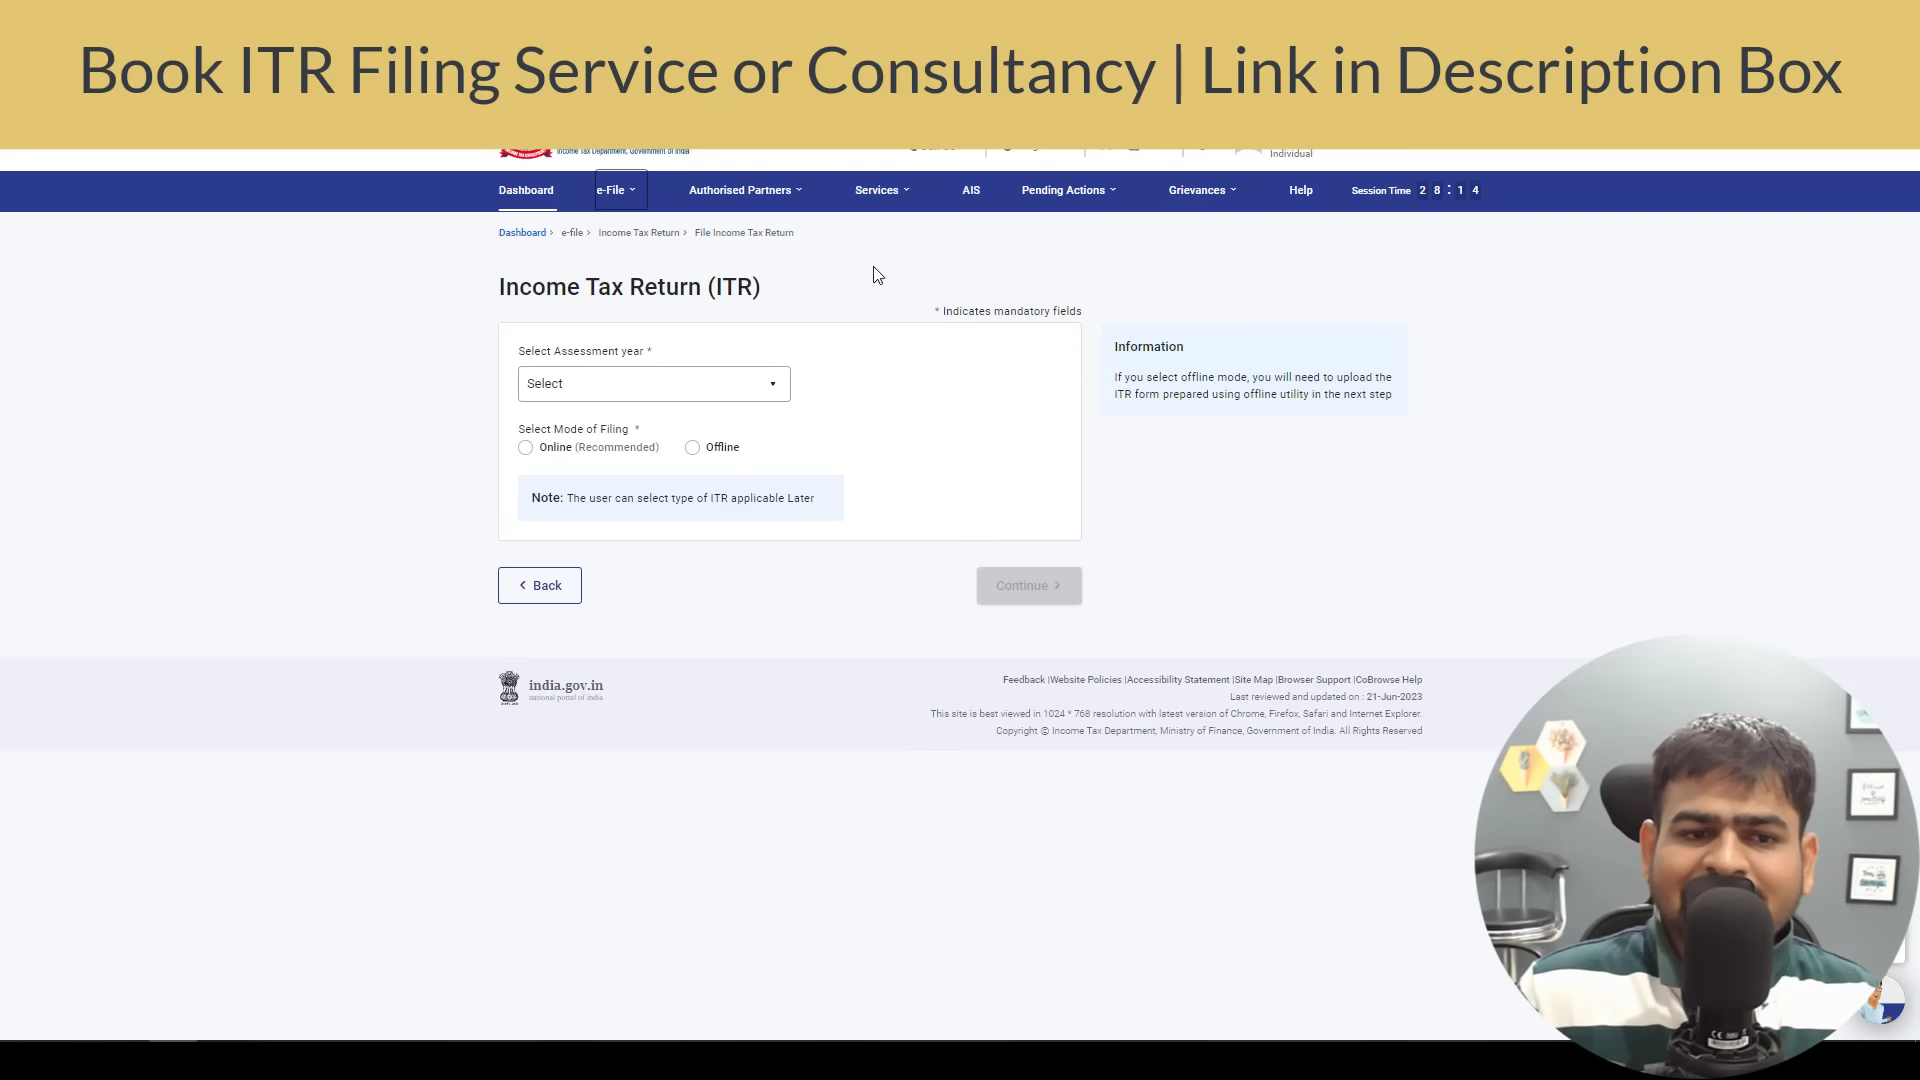 Book ITR Filing Service or Consultancy | Link in Description Box
Income Tax Department, Government of India
Individual
Dashboard e-File Authorised Partners Services AIS Pending Actions Grievances Help Session Time 2 8 : 1 4
Dashboard > e-file > Income Tax Return > File Income Tax Return
Income Tax Return (ITR)
* Indicates mandatory fields
Select Assessment year *
Select
Select Mode of Filing *
Online (Recommended) Offline
Note: The user can select type of ITR applicable Later
Information
If you select offline mode, you will need to upload the
ITR form prepared using offline utility in the next step
< Back
Continue >
india.gov.in
national portal of india
Feedback |Website Policies |Accessibility Statement |Site Map |Browser Support |CoBrowse Help
Last reviewed and updated on : 21-Jun-2023
This site is best viewed in 1024 * 768 resolution with latest version of Chrome, Firefox, Safari and Internet Explorer.
Copyright © Income Tax Department, Ministry of Finance, Government of India. All Rights Reserved